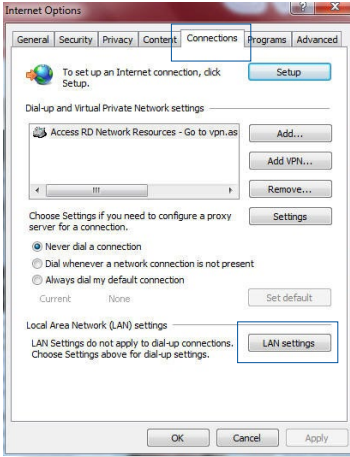 Internet Options
General Security Privacy Content Connections Programs Advanced
To set up an Internet connection, click
Setup.
Setup
Dial-up and Virtual Private Network settings
Access RD Network Resources - Go to vpn.as
Add...
Add VPN...
Remove...
Choose Settings if you need to configure a proxy
server for a connection.
Settings
Never dial a connection
Dial whenever a network connection is not present
Always dial my default connection
Current None
Set default
Local Area Network (LAN) settings
LAN Settings do not apply to dial-up connections.
Choose Settings above for dial-up settings.
LAN settings
OK Cancel Apply